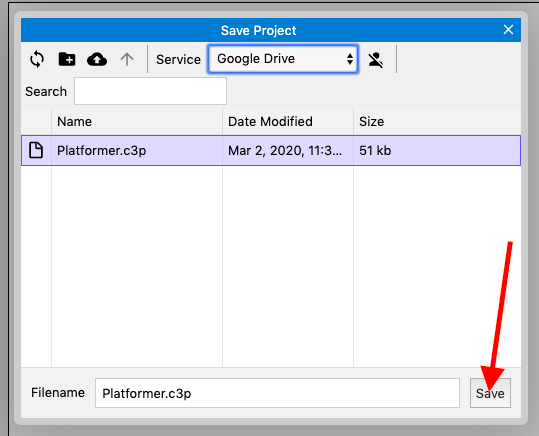 Save Project
Service Google Drive
Search
Name Date Modified Size
Platformer.c3p Mar 2, 2020, 11:3... 51 kb
Filename Platformer.c3p Save